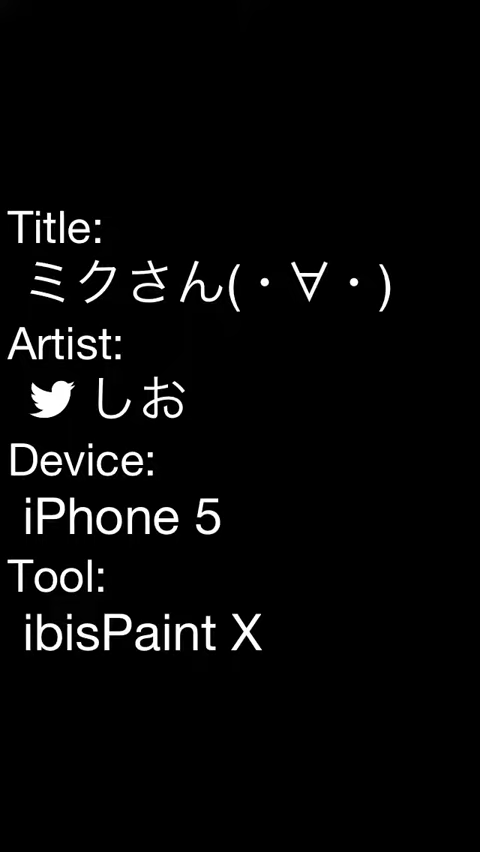 Title:
ミクさん(・∀・)
Artist:
しお
Device:
iPhone 5
Tool:
ibisPaint X